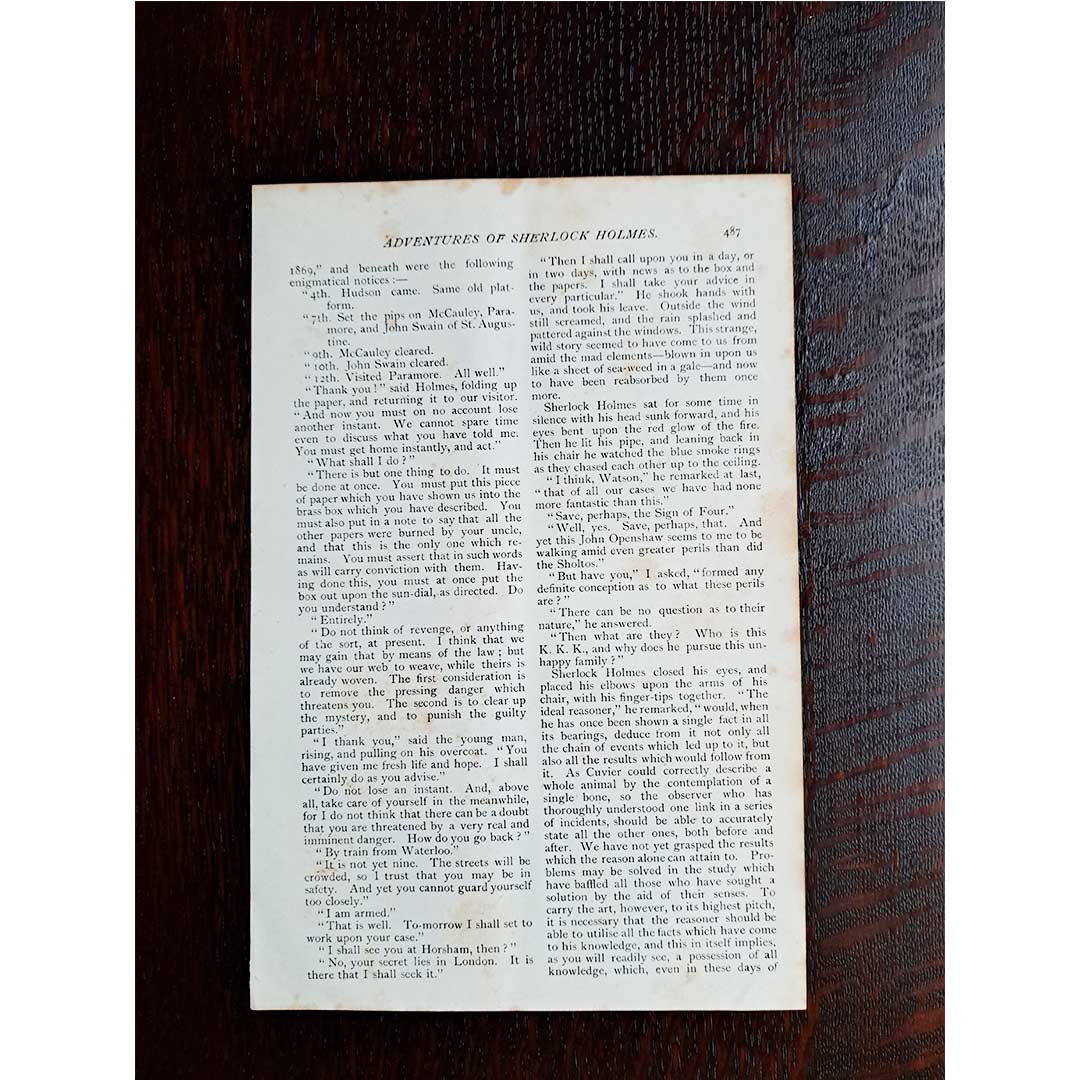 ADVENTURES OF SHERLOCK HOLMES.
487
1869," and beneath were the following
enigmatical notices :—
"4th. Hudson came. Same old plat-
form.
"7th. Set the pips on McCauley, Para-
more, and John Swain of St. Augus-
tine.
"9th. McCauley cleared.
"10th. John Swain cleared.
"12th. Visited Paramore. All well."
"Thank you!" said Holmes, folding up
the paper, and returning it to our visitor.
"And now you must on no account lose
another instant. We cannot spare time
even to discuss what you have told me.
You must get home instantly, and act."
"What shall I do?"
"There is but one thing to do. It must
be done at once. You must put this piece
of paper which you have shown us into the
brass box which you have described. You
must also put in a note to say that all the
other papers were burned by your uncle,
and that this is the only one which re-
mains. You must assert that in such words
as will carry conviction with them. Hav-
ing done this, you must at once put the
box out upon the sun-dial, as directed. Do
you understand?"
"Entirely."
"Do not think of revenge, or anything
of the sort, at present. I think that we
may gain that by means of the law; but
we have our web to weave, while theirs is
already woven. The first consideration is
to remove the pressing danger which
threatens you. The second is to clear up
the mystery, and to punish the guilty
parties."
"I thank you," said the young man,
rising, and pulling on his overcoat. "You
have given me fresh life and hope. I shall
certainly do as you advise."
"Do not lose an instant. And, above
all, take care of yourself in the meanwhile,
for I do not think that there can be a doubt
that you are threatened by a very real and
imminent danger. How do you go back?"
"By train from Waterloo."
"It is not yet nine. The streets will be
crowded, so I trust that you may be in
safety. And yet you cannot guard yourself
too closely."
"I am armed."
"That is well. To-morrow I shall set to
work upon your case."
"I shall see you at Horsham, then?"
"No, your secret lies in London. It is
there that I shall seek it."
"Then I shall call upon you in a day, or
in two days, with news as to the box and
the papers. I shall take your advice in
every particular." He shook hands with
us, and took his leave. Outside the wind
still screamed, and the rain splashed and
pattered against the windows. This strange,
wild story seemed to have come to us from
amid the mad elements—blown in upon us
like a sheet of sea-weed in a gale—and now
to have been reabsorbed by them once
more.
Sherlock Holmes sat for some time in
silence with his head sunk forward, and his
eyes bent upon the red glow of the fire.
Then he lit his pipe, and leaning back in
his chair he watched the blue smoke rings
as they chased each other up to the ceiling.
"I think, Watson," he remarked at last,
"that of all our cases we have had none
more fantastic than this."
"Save, perhaps, the Sign of Four."
"Well, yes. Save, perhaps, that. And
yet this John Openshaw seems to me to be
walking amid even greater perils than did
the Sholtos."
"But have you," I asked, "formed any
definite conception as to what these perils
are?"
"There can be no question as to their
nature," he answered.
"Then what are they? Who is this
K. K. K., and why does he pursue this un-
happy family?"
Sherlock Holmes closed his eyes, and
placed his elbows upon the arms of his
chair, with his finger-tips together. "The
ideal reasoner," he remarked, "would, when
he has once been shown a single fact in all
its bearings, deduce from it not only all
the chain of events which led up to it, but
also all the results which would follow from
it. As Cuvier could correctly describe a
whole animal by the contemplation of a
single bone, so the observer who has
thoroughly understood one link in a series
of incidents, should be able to accurately
state all the other ones, both before and
after. We have not yet grasped the results
which the reason alone can attain to. Pro-
blems may be solved in the study which
have baffled all those who have sought a
solution by the aid of their senses. To
carry the art, however, to its highest pitch,
it is necessary that the reasoner should be
able to utilise all the facts which have come
to his knowledge, and this in itself implies,
as you will readily see, a possession of all
knowledge, which, even in these days of